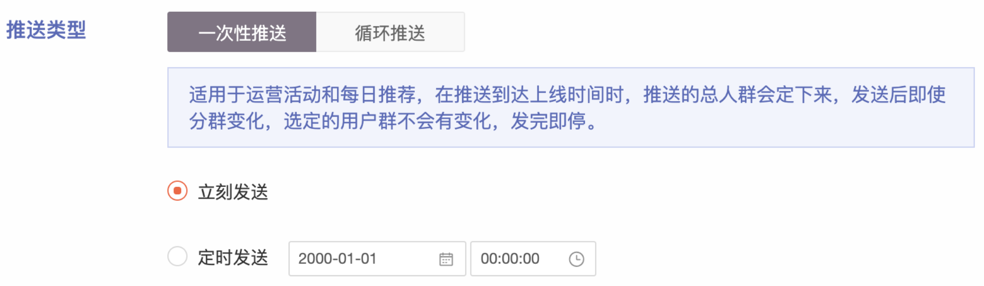 推送类型
一次性推送 循环推送
适用于运营活动和每日推荐，在推送到达上线时间时，推送的总人群会定下来，发送后即使
分群变化，选定的用户群不会有变化，发完即停。
立刻发送
定时发送 2000-01-01 00:00:00